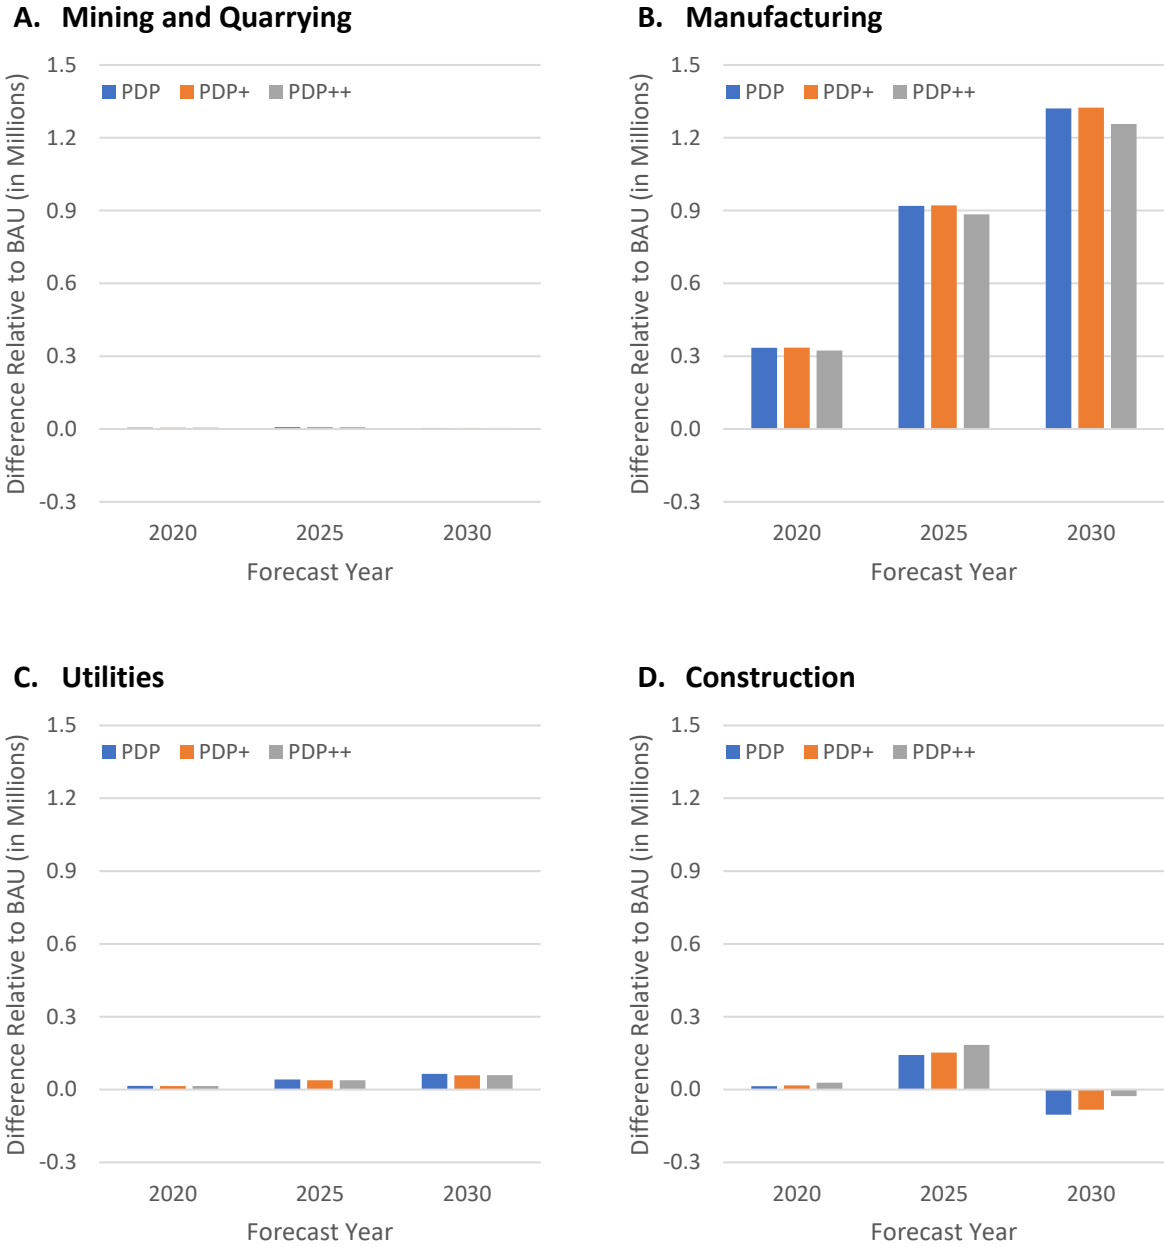 A. Mining and Quarrying
Difference Relative to BAU (in Millions)
PDP PDP+ PDP++
1.5
1.2
0.9
0.6
0.3
0.0
-0.3
2020 2025 2030
Forecast Year
B. Manufacturing
Difference Relative to BAU (in Millions)
PDP PDP+ PDP++
1.5
1.2
0.9
0.6
0.3
0.0
-0.3
2020 2025 2030
Forecast Year
C. Utilities
Difference Relative to BAU (in Millions)
PDP PDP+ PDP++
1.5
1.2
0.9
0.6
0.3
0.0
-0.3
2020 2025 2030
Forecast Year
D. Construction
Difference Relative to BAU (in Millions)
PDP PDP+ PDP++
1.5
1.2
0.9
0.6
0.3
0.0
-0.3
2020 2025 2030
Forecast Year